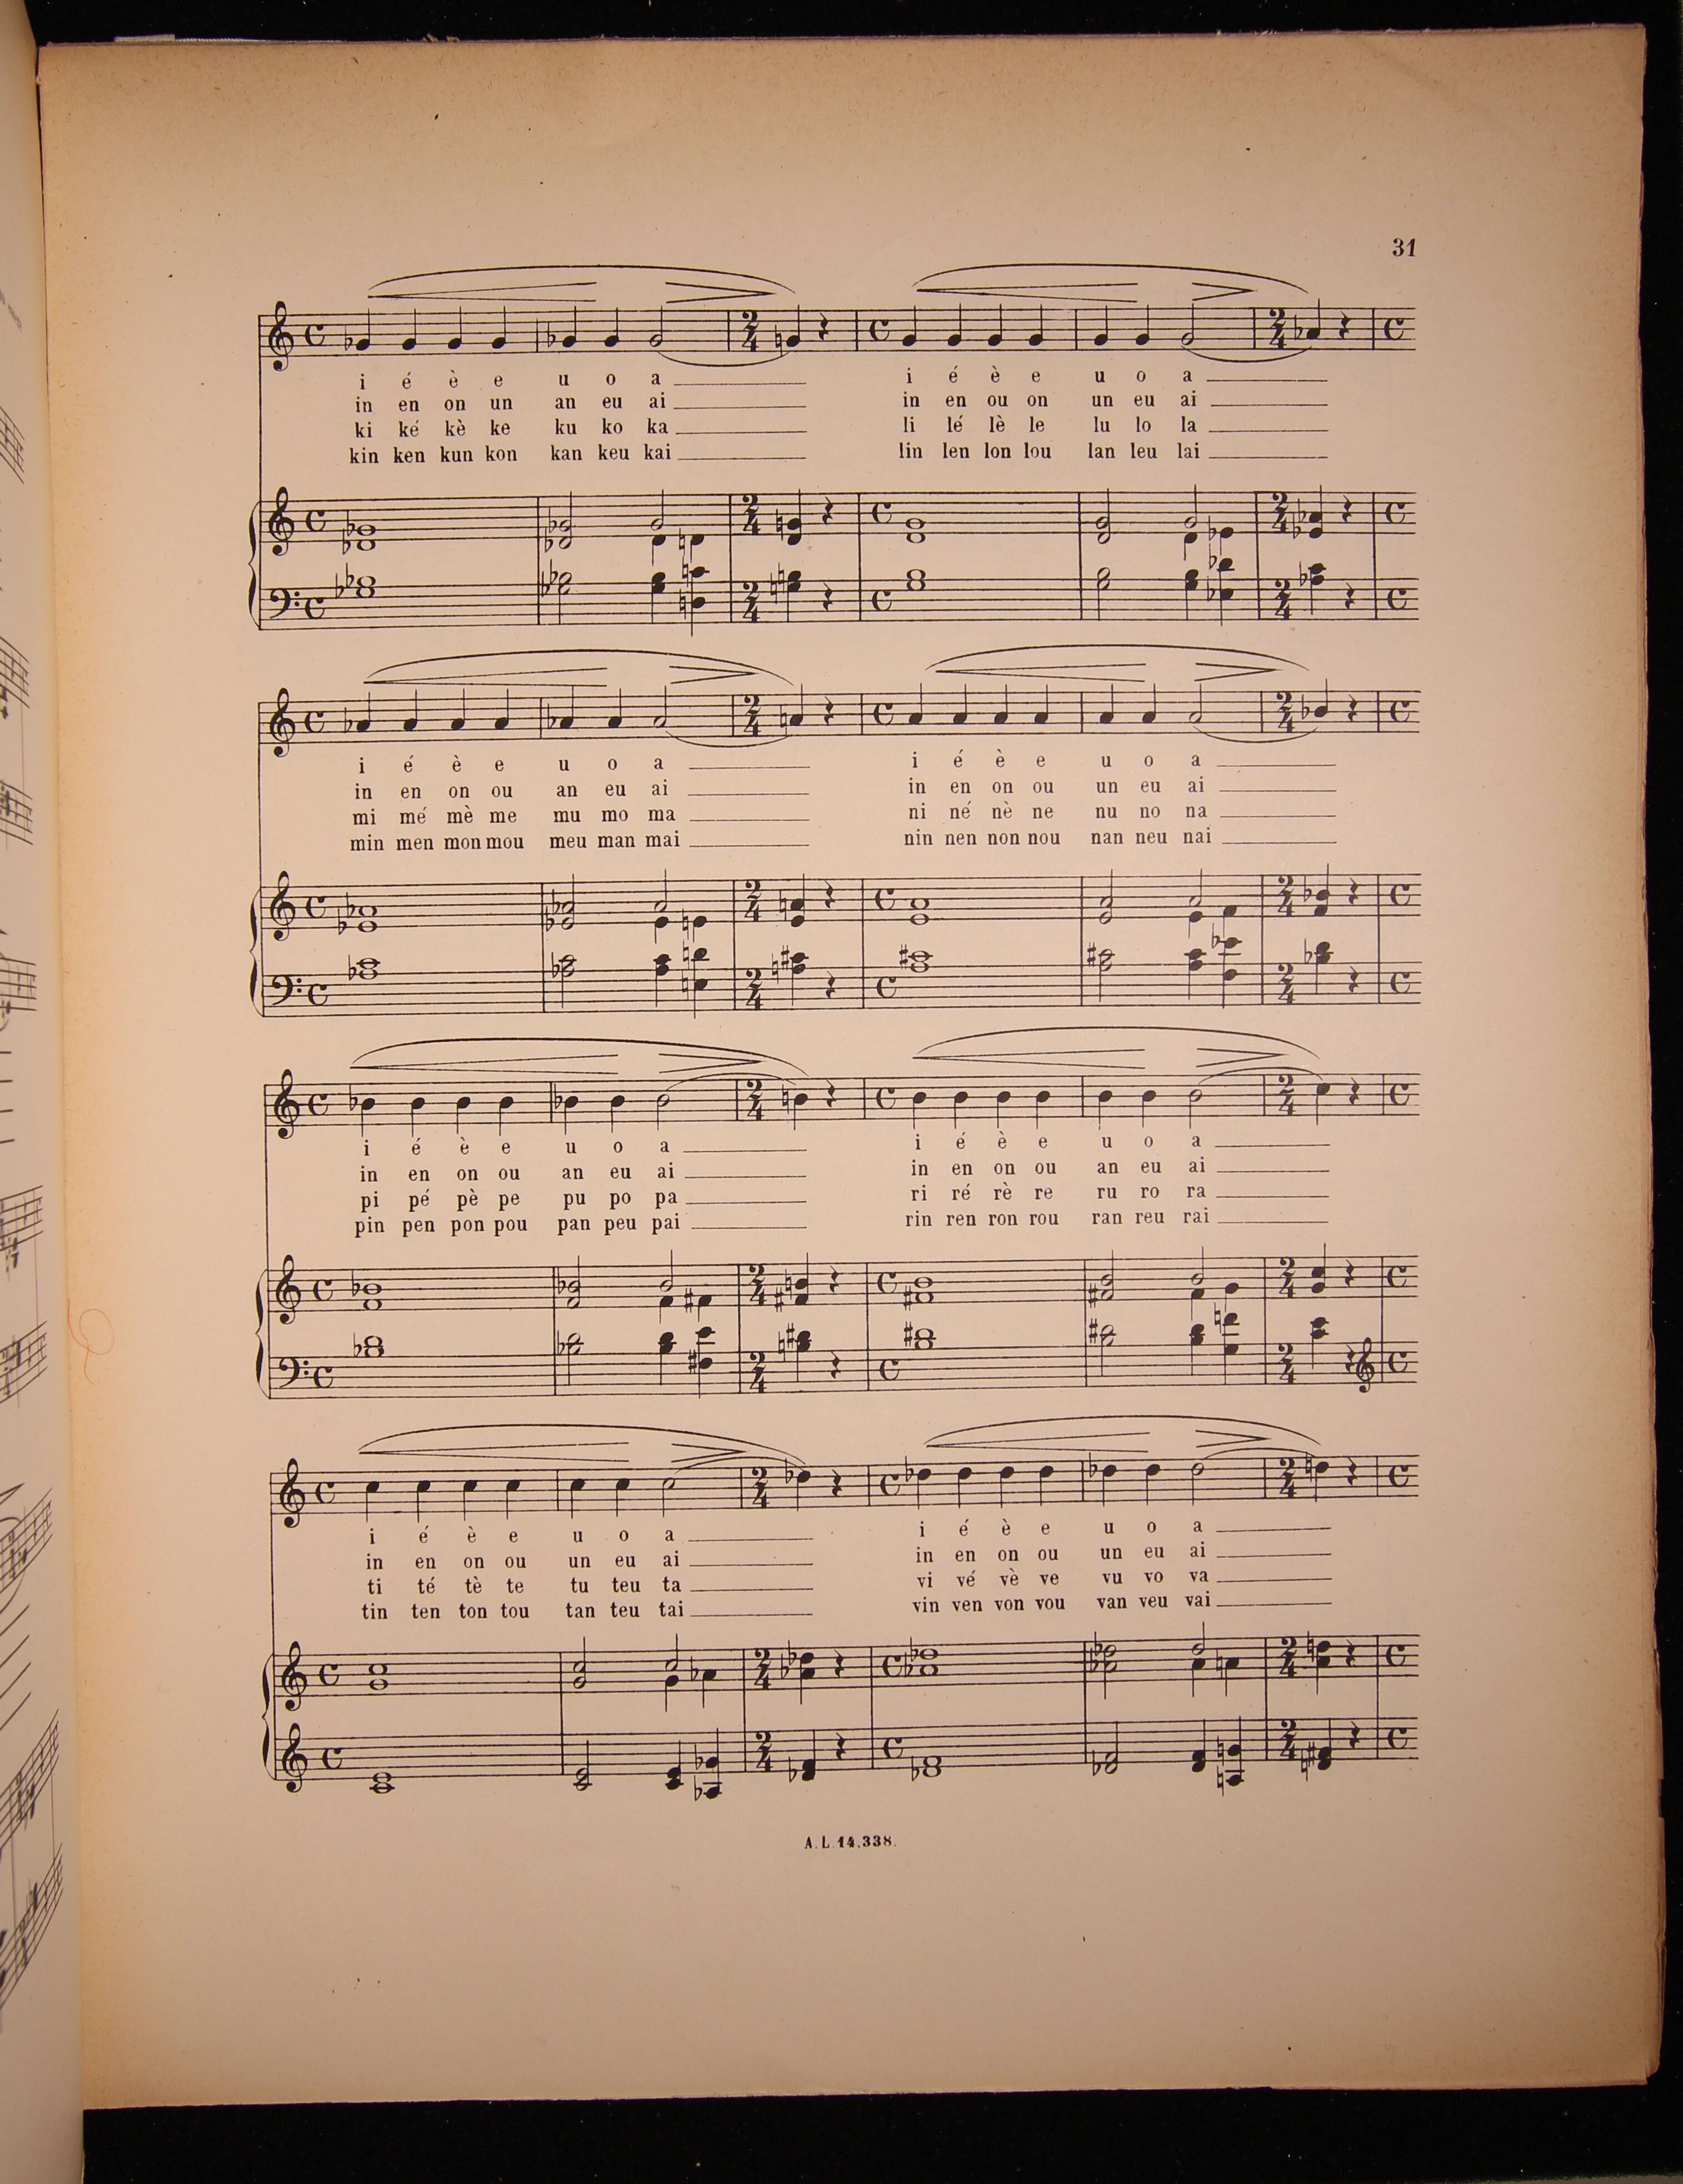 31
i é è e u o a i é è e u o a
in en on un an eu ai in en ou on un eu ai
ki ké kè ke ku ko ka li lé lè le lu lo la
kin ken kun kon kan keu kai lin len lon lou lan leu lai
i é è e u o a i é è e u o a
in en on ou an eu ai in en on ou un eu ai
mi mé mè me mu mo ma ni né nè ne nu no na
min men mon mou meu man mai nin nen non nou nan neu nai
i é è e u o a i é è e u o a
in en on ou an eu ai in en on ou an eu ai
pi pé pè pe pu po pa ri ré rè re ru ro ra
pin pen pon pou pan peu pai rin ren ron rou ran reu rai
i é è e u o a i é è e u o a
in en on ou un eu ai in en on ou un eu ai
ti té tè te tu teu ta vi vé vè ve vu vo va
tin ten ton tou tan teu tai vin ven von vou van veu vai
A.L.14,338.